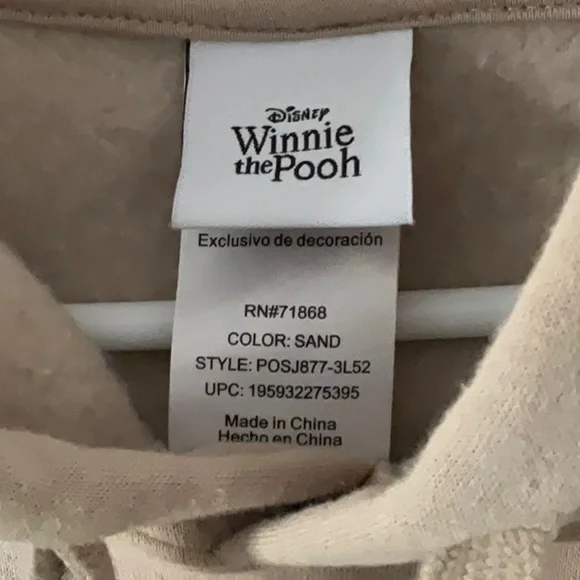 Disney
Winnie
the Pooh
Exclusivo de decoración
RN#71868
COLOR: SAND
STYLE: POSJ877-3L52
UPC: 195932275395
Made in China
Hecho en China